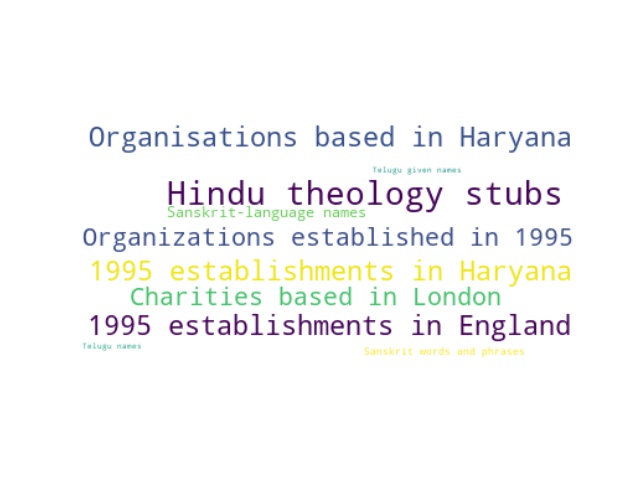 Organisations based in Haryana
Telugu given names
Hindu theology stubs
Sanskrit-language names
Organizations established in 1995
1995 establishments in Haryana
Charities based in London
1995 establishments in England
Telugu names
Sanskrit words and phrases